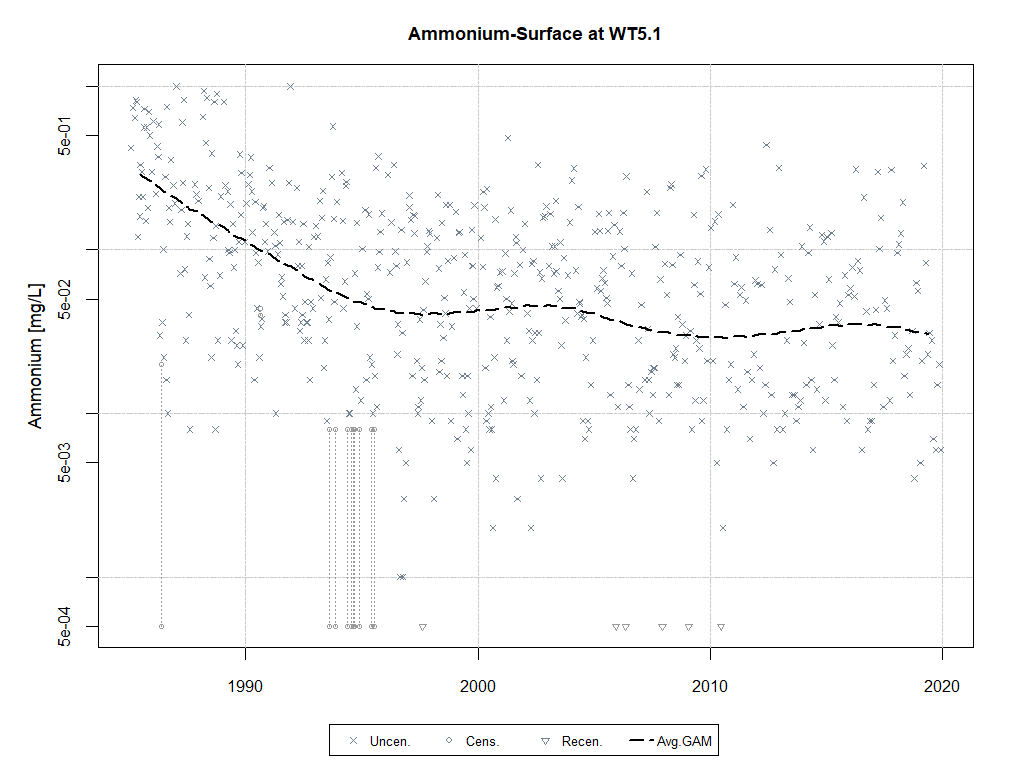 Ammonium-Surface at WT5.1
5e-01
5e-02
5e-03
5e-04
Ammonium [mg/L]
1990 2000 2010 2020
Uncen. Cens. Recen. Avg.GAM